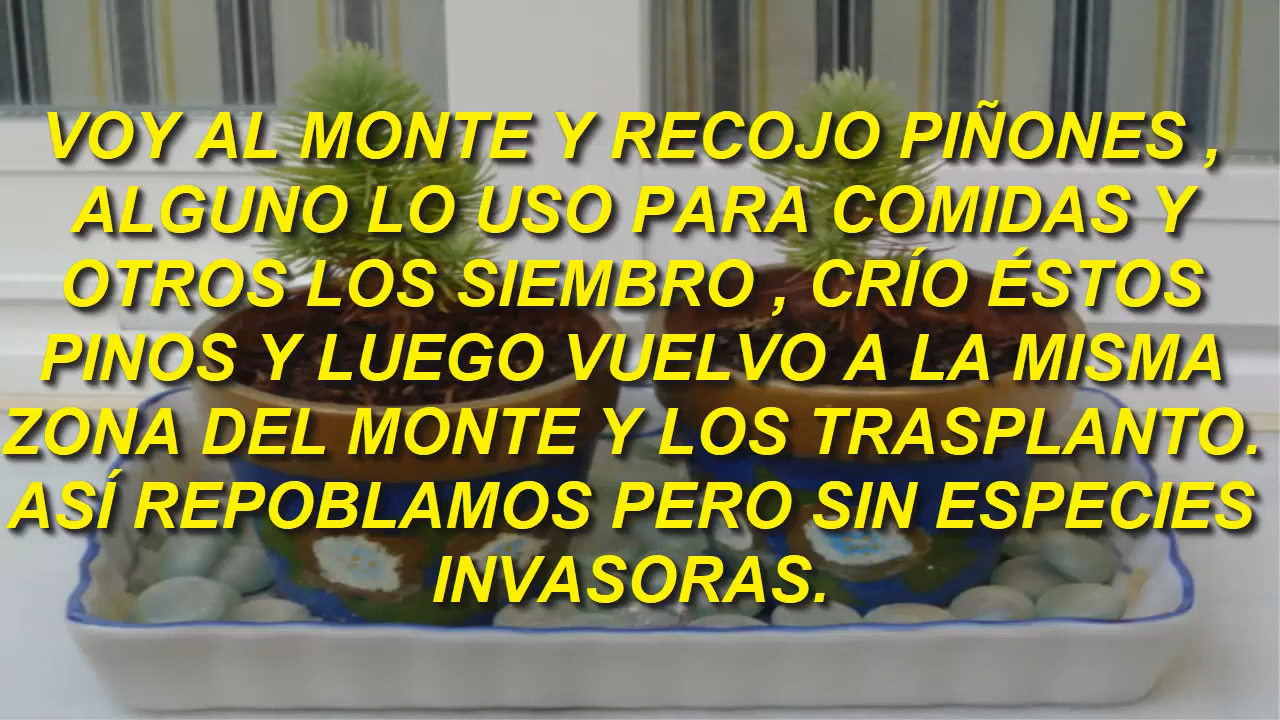 VOY AL MONTE Y RECOJO PIÑONES ,
ALGUNO LO USO PARA COMIDAS Y
OTROS LOS SIEMBRO , CRÍO ÉSTOS
PINOS Y LUEGO VUELVO A LA MISMA
ZONA DEL MONTE Y LOS TRASPLANTO.
ASÍ REPOBLAMOS PERO SIN ESPECIES
INVASORAS.